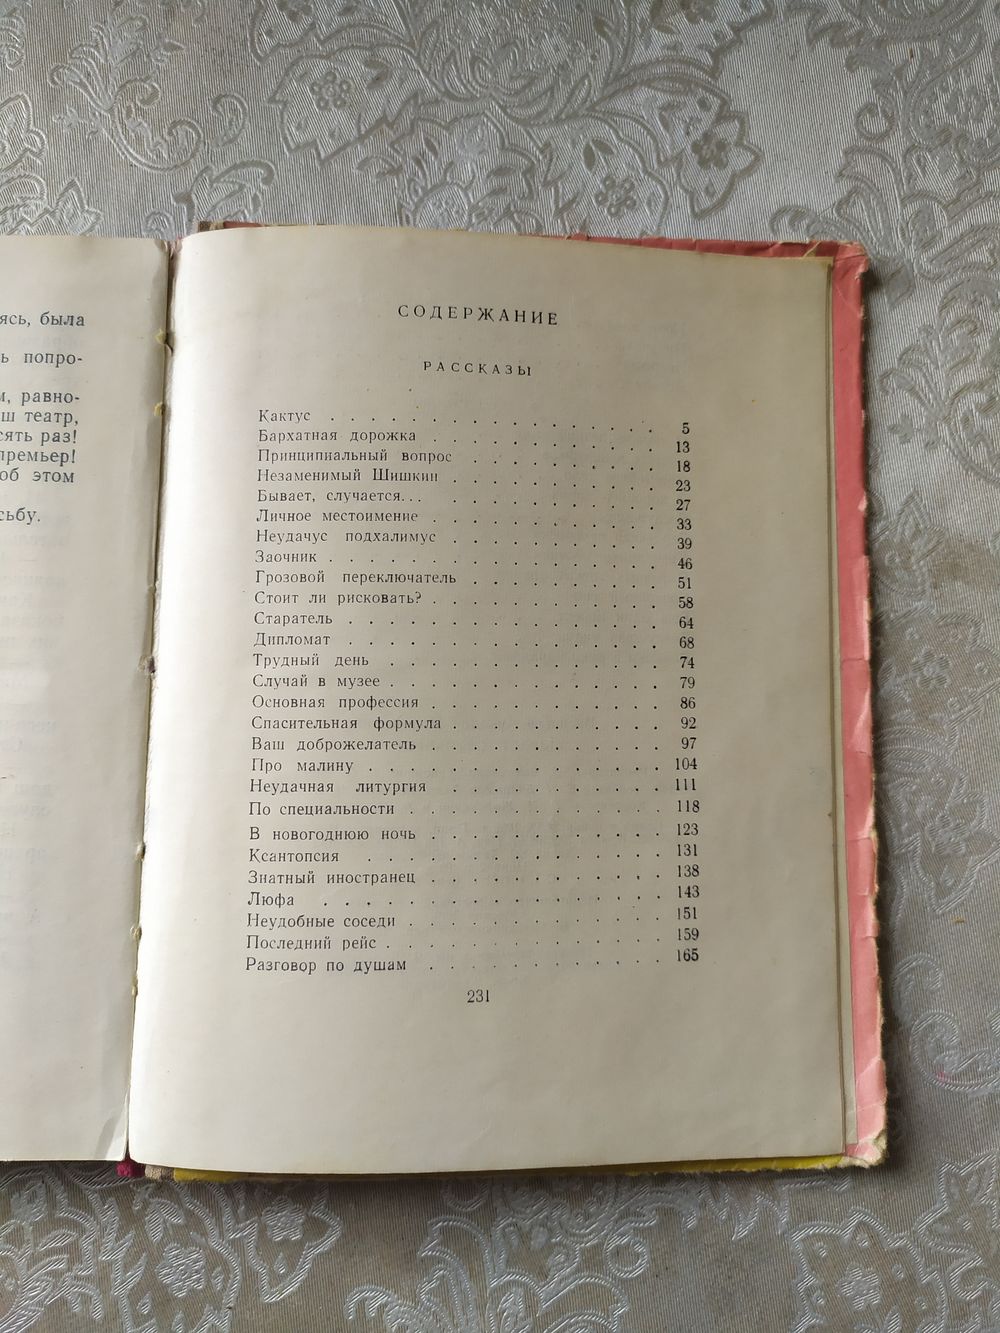 ясь, была
ь попро-
м, равно-
ш театр,
сять раз!
премьер!
об этом
сьбу.
СОДЕРЖАНИЕ
РАССКАЗЫ
Кактус . . . . . . . . . . . . . . . . 5
Бархатная дорожка . . . . . . . . . . . 13
Принципиальный вопрос . . . . . . . . . 18
Незаменимый Шишкин . . . . . . . . . . 23
Бывает, случается... . . . . . . . . . . 27
Личное местоимение . . . . . . . . . . . 33
Неудачус подхалимус . . . . . . . . . . 39
Заочник . . . . . . . . . . . . . . . . 46
Грозовой переключатель . . . . . . . . . 51
Стоит ли рисковать? . . . . . . . . . . . 58
Старатель . . . . . . . . . . . . . . . 64
Дипломат . . . . . . . . . . . . . . . 68
Трудный день . . . . . . . . . . . . . 74
Случай в музее . . . . . . . . . . . . . 79
Основная профессия . . . . . . . . . . . 86
Спасительная формула . . . . . . . . . . 92
Ваш доброжелатель . . . . . . . . . . . 97
Про малину . . . . . . . . . . . . . . 104
Неудачная литургия . . . . . . . . . . 111
По специальности . . . . . . . . . . . . 118
В новогоднюю ночь . . . . . . . . . . . 123
Ксантопсия . . . . . . . . . . . . . . 131
Знатный иностранец . . . . . . . . . . . 138
Люфа . . . . . . . . . . . . . . . . 143
Неудобные соседи . . . . . . . . . . . . 151
Последний рейс . . . . . . . . . . . . . 159
Разговор по душам . . . . . . . . . . . 165
231